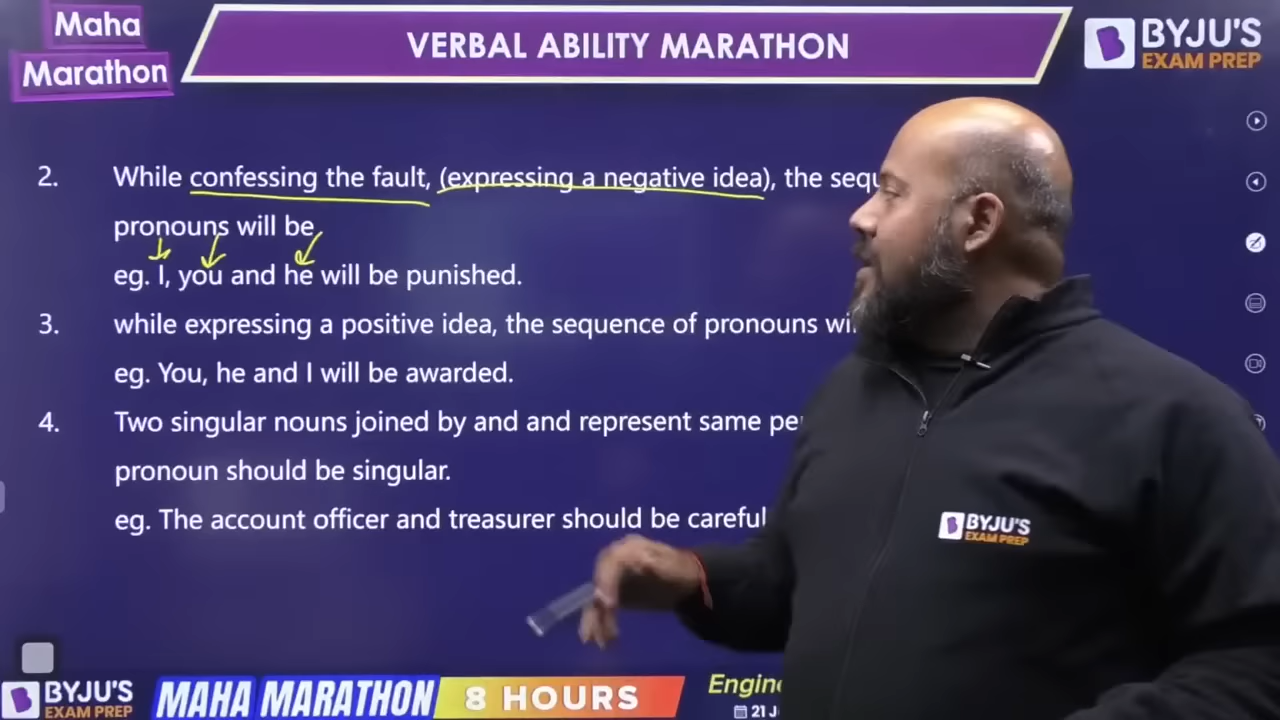 Maha
Marathon
VERBAL ABILITY MARATHON
BYJU'S
EXAM PREP
2. While confessing the fault, (expressing a negative idea), the
pronouns will be
eg. I, you and he will be punished.
3. while expressing a positive idea, the sequence of pronouns
eg. You, he and I will be awarded.
4. Two singular nouns joined by and and represent same
pronoun should be singular.
eg. The account officer and treasurer should be careful
BYJU'S
EXAM PREP
BYJU'S
EXAM PREP
MAHA MARATHON
8 HOURS
21